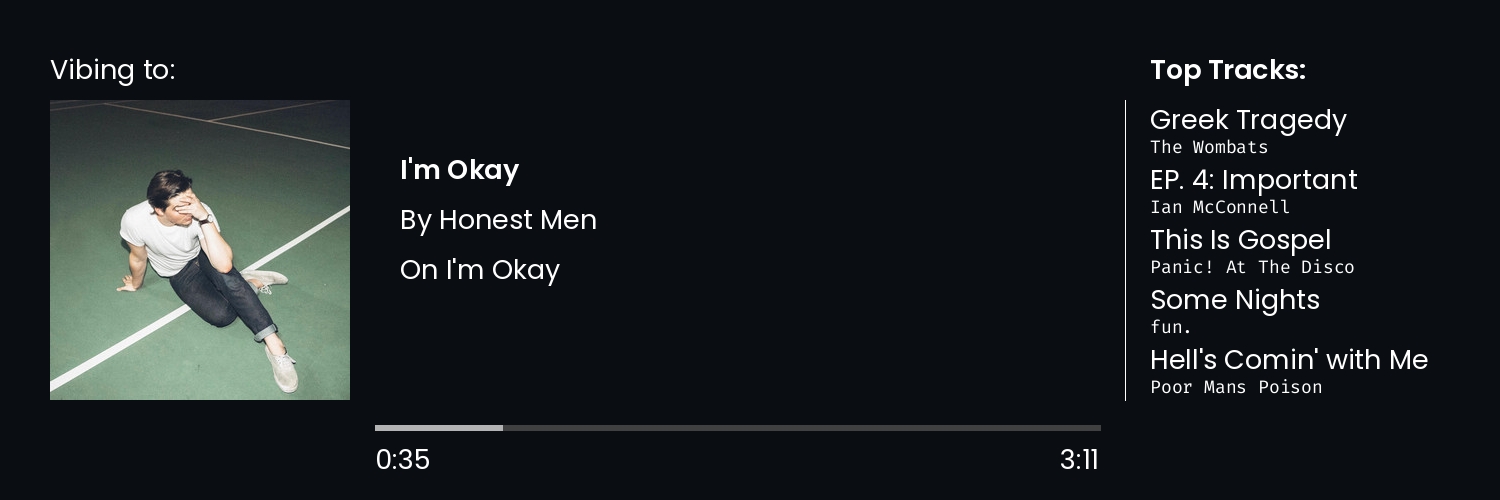 Vibing to:
I'm Okay
By Honest Men
On I'm Okay
0:35
3:11
Top Tracks:
Greek Tragedy
The Wombats
EP. 4: Important
Ian McConnell
This Is Gospel
Panic! At The Disco
Some Nights
fun.
Hell's Comin' with Me
Poor Mans Poison